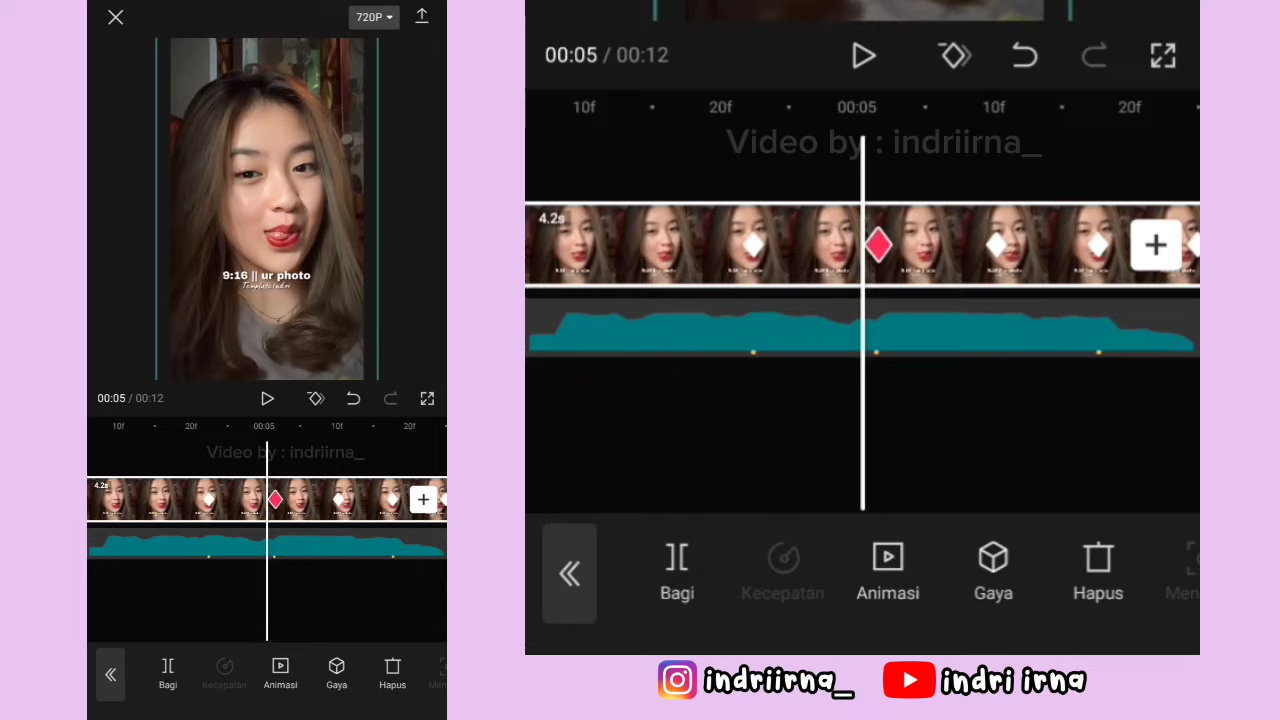 720P
9:16 || ur photo
Template indri
00:05 / 00:12
10f 20f 00:05 10f 20f
Video by : indriirna_
4.2s
Bagi Kecepatan Animasi Gaya Hapus Men
00:05 / 00:12
10f 20f 00:05 10f 20f
Video by : indriirna_
4.2s
Bagi Kecepatan Animasi Gaya Hapus Men
indriirna_ indri irna